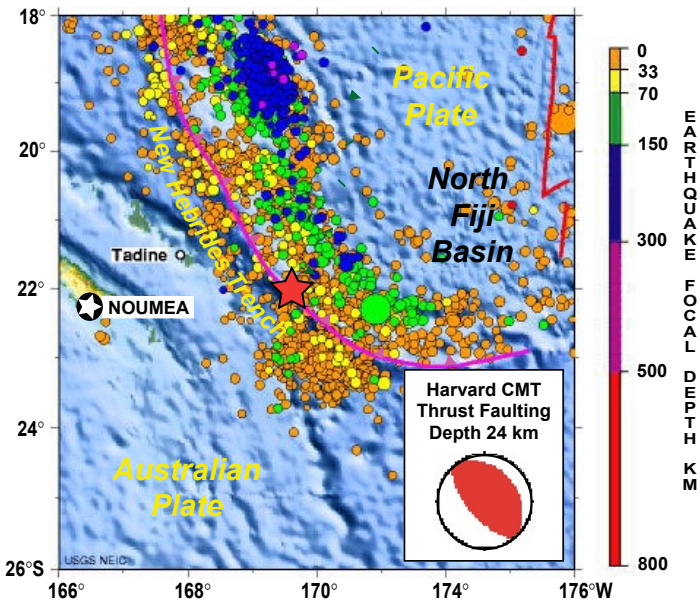 18°
20°
22°
24°
26°S
166
168
170
172
174
176°W
Pacific
Plate
North
Fiji
Basin
New Hebrides Trench
Tadine
NOUMEA
Australian
Plate
USGS NEIC
Harvard CMT
Thrust Faulting
Depth 24 km
0
33
70
150
300
500
800
EARTHQUAKE FOCAL DEPTH KM